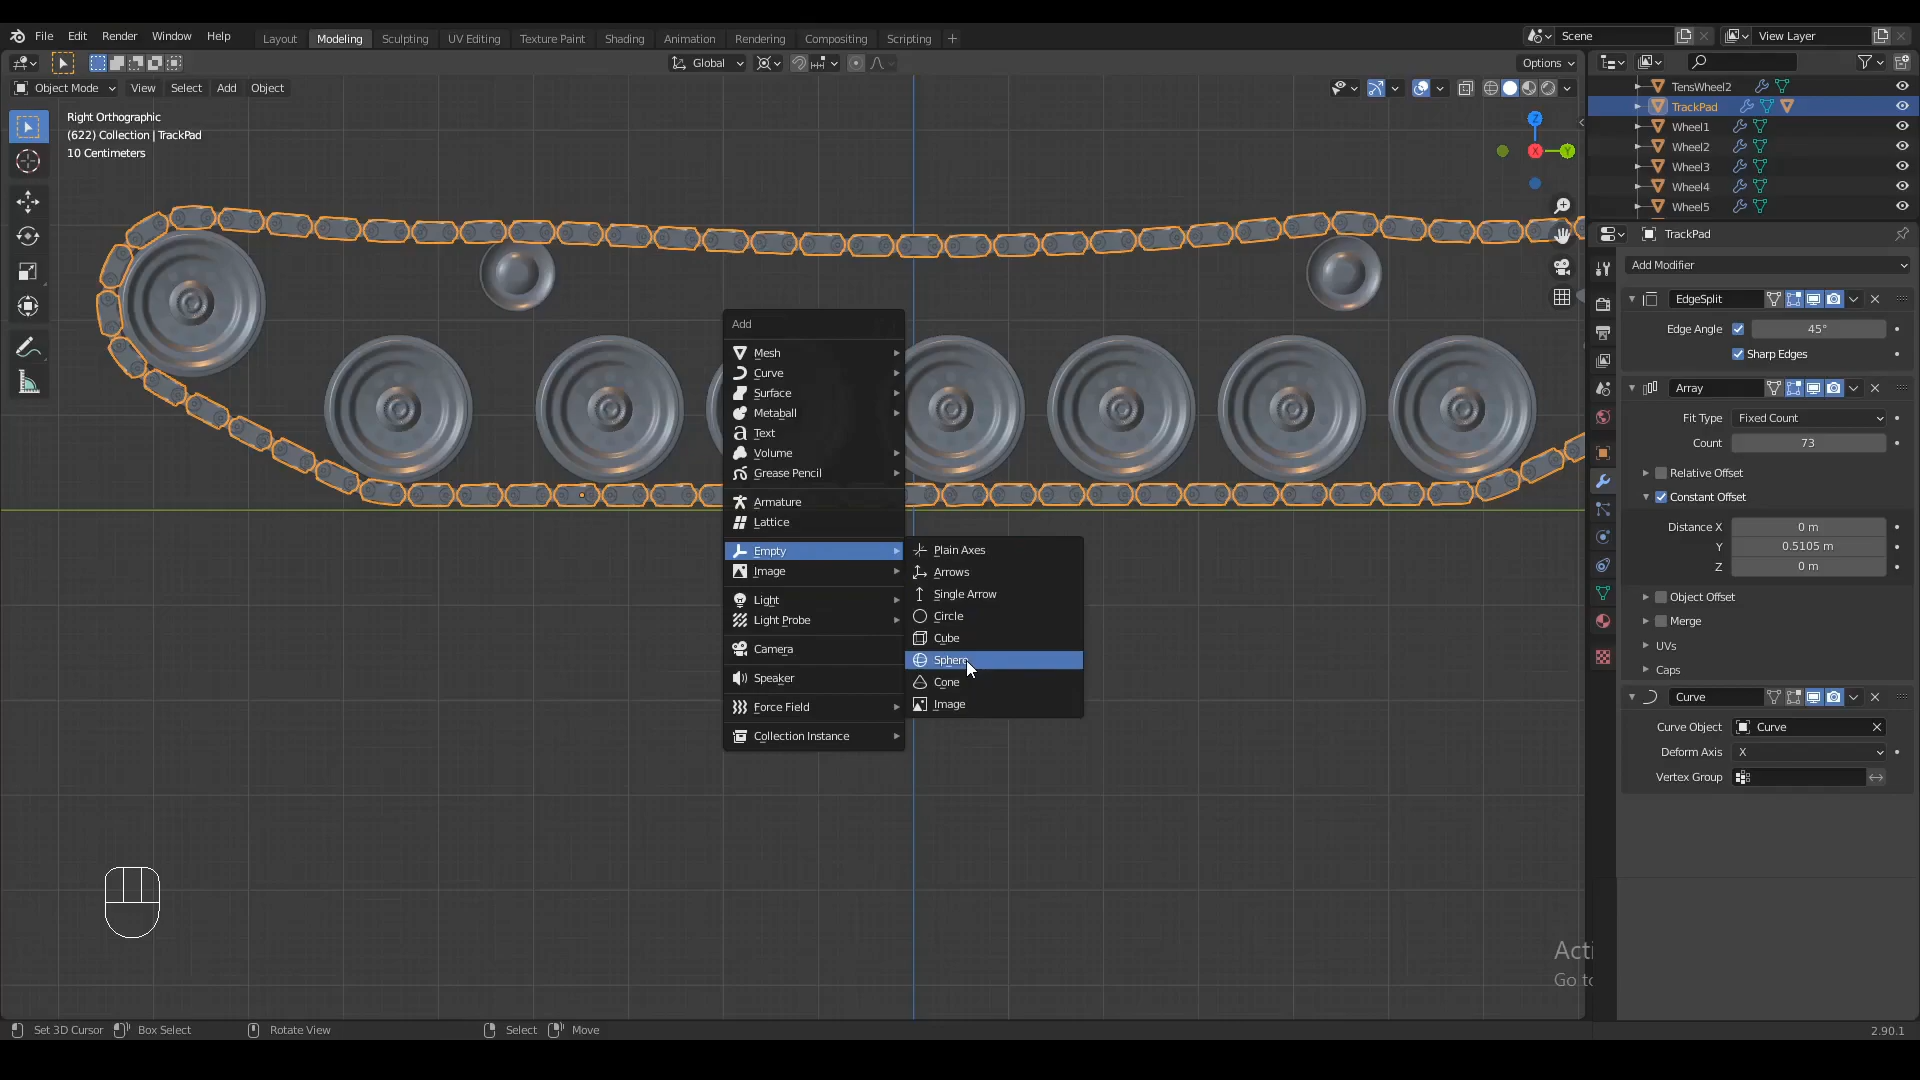 File Edit Render Window Help
Layout Modeling Sculpting UV Editing Texture Paint Shading Animation Rendering Compositing Scripting +
Scene
View Layer
Global
Options
Object Mode View Select Add Object
Right Orthographic
(622) Collection | TrackPad
10 Centimeters
Z
X
Y
Add
Mesh
Curve
Surface
Metaball
Text
Volume
Grease Pencil
Armature
Lattice
Empty
Image
Light
Light Probe
Camera
Speaker
Force Field
Collection Instance
Plain Axes
Arrows
Single Arrow
Circle
Cube
Sphere
Cone
Image
TensWheel2
TrackPad
Wheel1
Wheel2
Wheel3
Wheel4
Wheel5
TrackPad
Add Modifier
EdgeSplit
Edge Angle 45°
Sharp Edges
Array
Fit Type Fixed Count
Count 73
Relative Offset
Constant Offset
Distance X 0 m
Y 0.5105 m
Z 0 m
Object Offset
Merge
UVs
Caps
Curve
Curve Object Curve
Deform Axis X
Vertex Group
Acti
Go to
Set 3D Cursor Box Select Rotate View Select Move
2.90.1